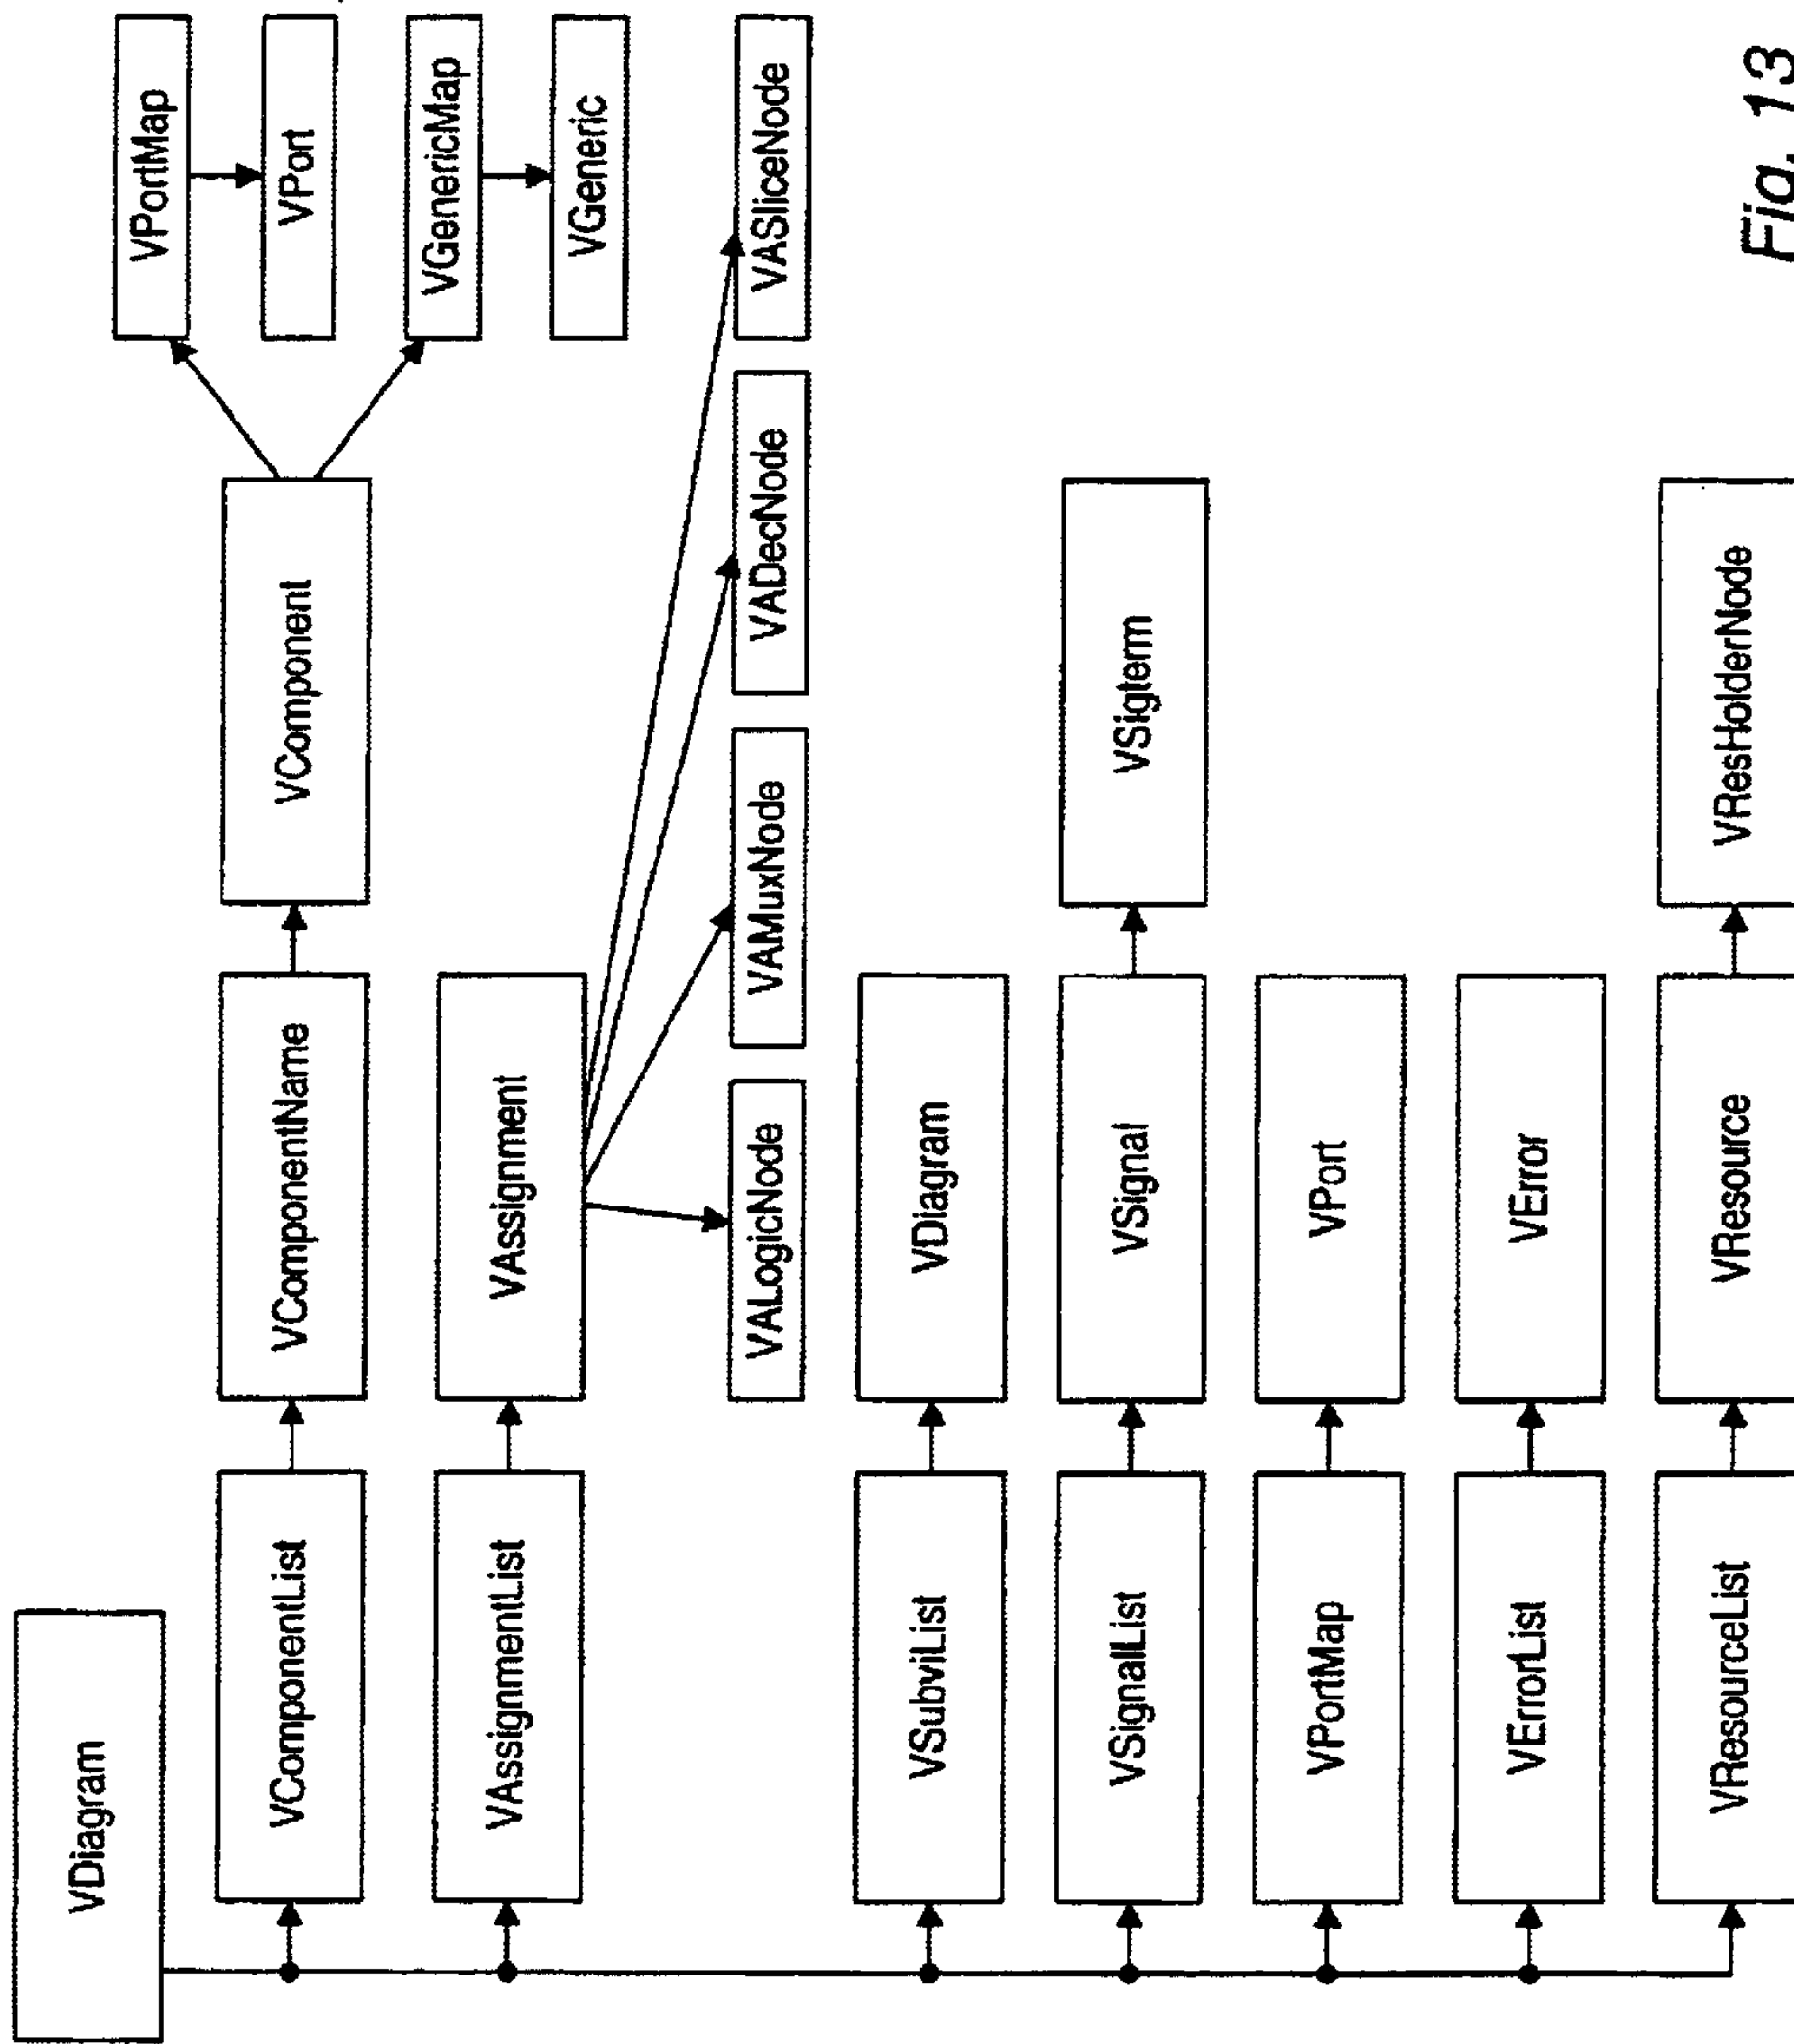 VDiagram
VComponentList
VComponentName
VComponent
VPortMap
VPort
VGenericMap
VGeneric
VAssignmentList
VAssignment
VALogicNode
VAMuxNode
VADecNode
VASliceNode
VSubviList
VDiagram
VSignalList
VSignal
VSigterm
VPortMap
VPort
VErrorList
VError
VResourceList
VResource
VResHolderNode
Fig. 13